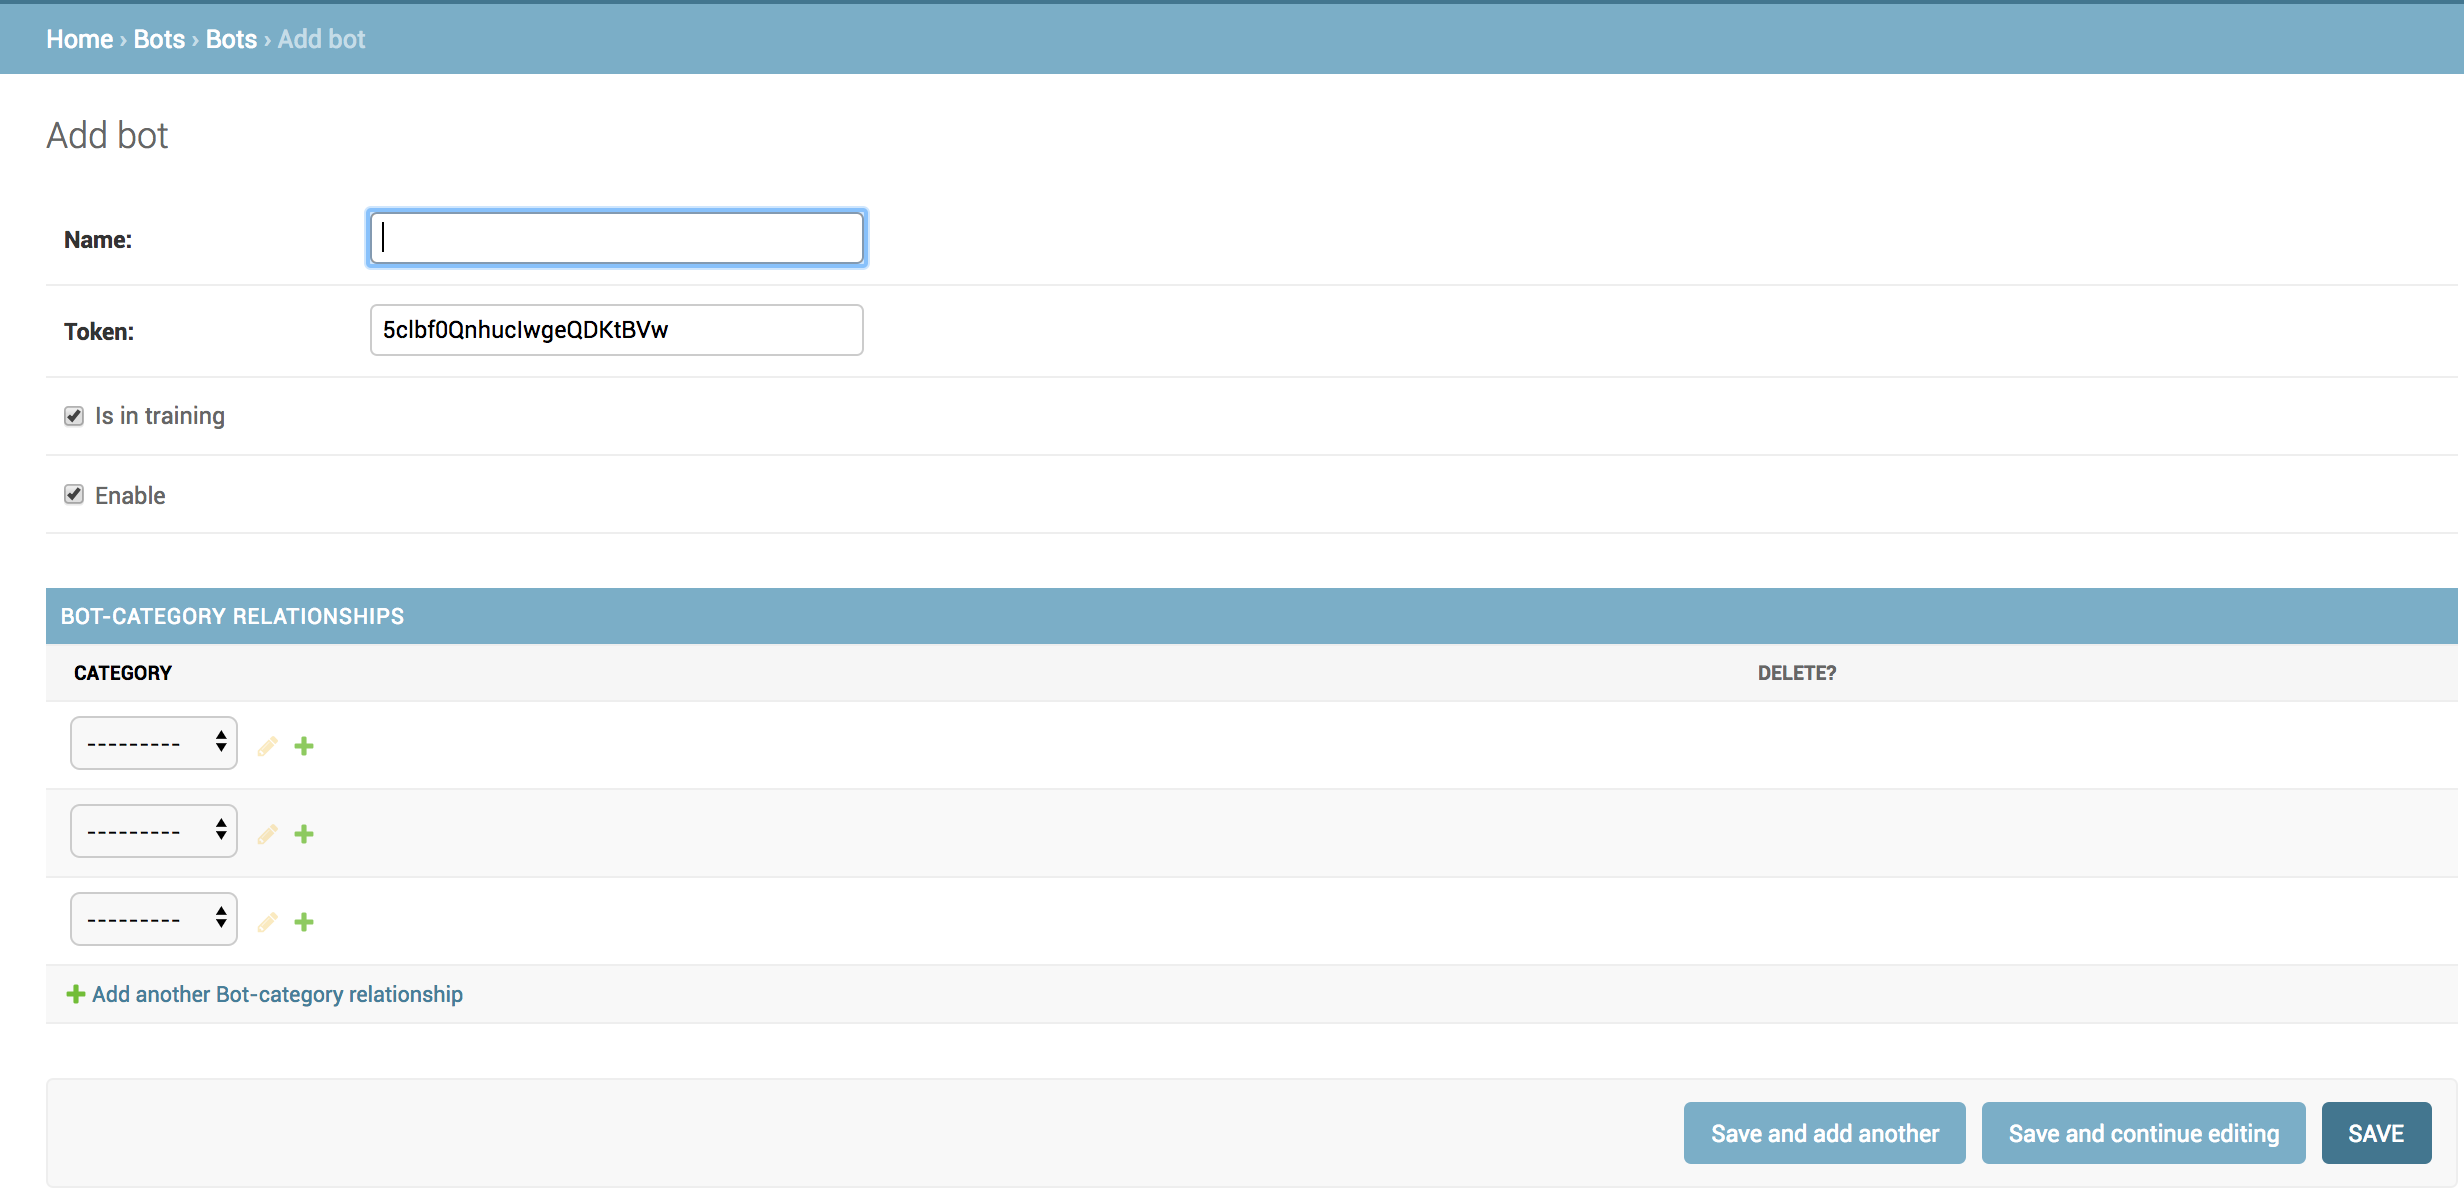 Home › Bots › Bots › Add bot
Add bot
Name:
Token: 5clbf0QnhucIwgeQDKtBVw
Is in training
Enable
BOT-CATEGORY RELATIONSHIPS
CATEGORY DELETE?
---------
---------
---------
Add another Bot-category relationship
Save and add another Save and continue editing SAVE